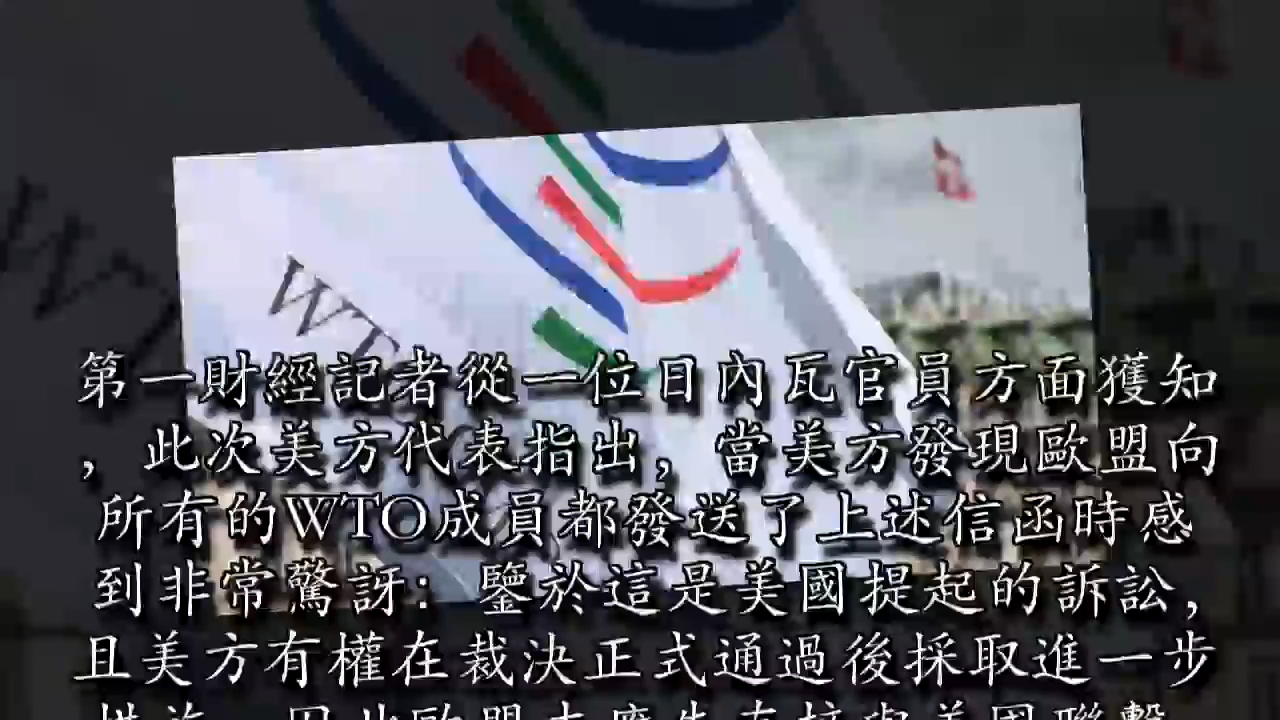 WTO
第一財經記者從一位日內瓦官員方面獲知
，此次美方代表指出，當美方發現歐盟向
所有的WTO成員都發送了上述信函時感
到非常驚訝：鑒於這是美國提起的訴訟，
且美方有權在裁決正式通過後採取進一步